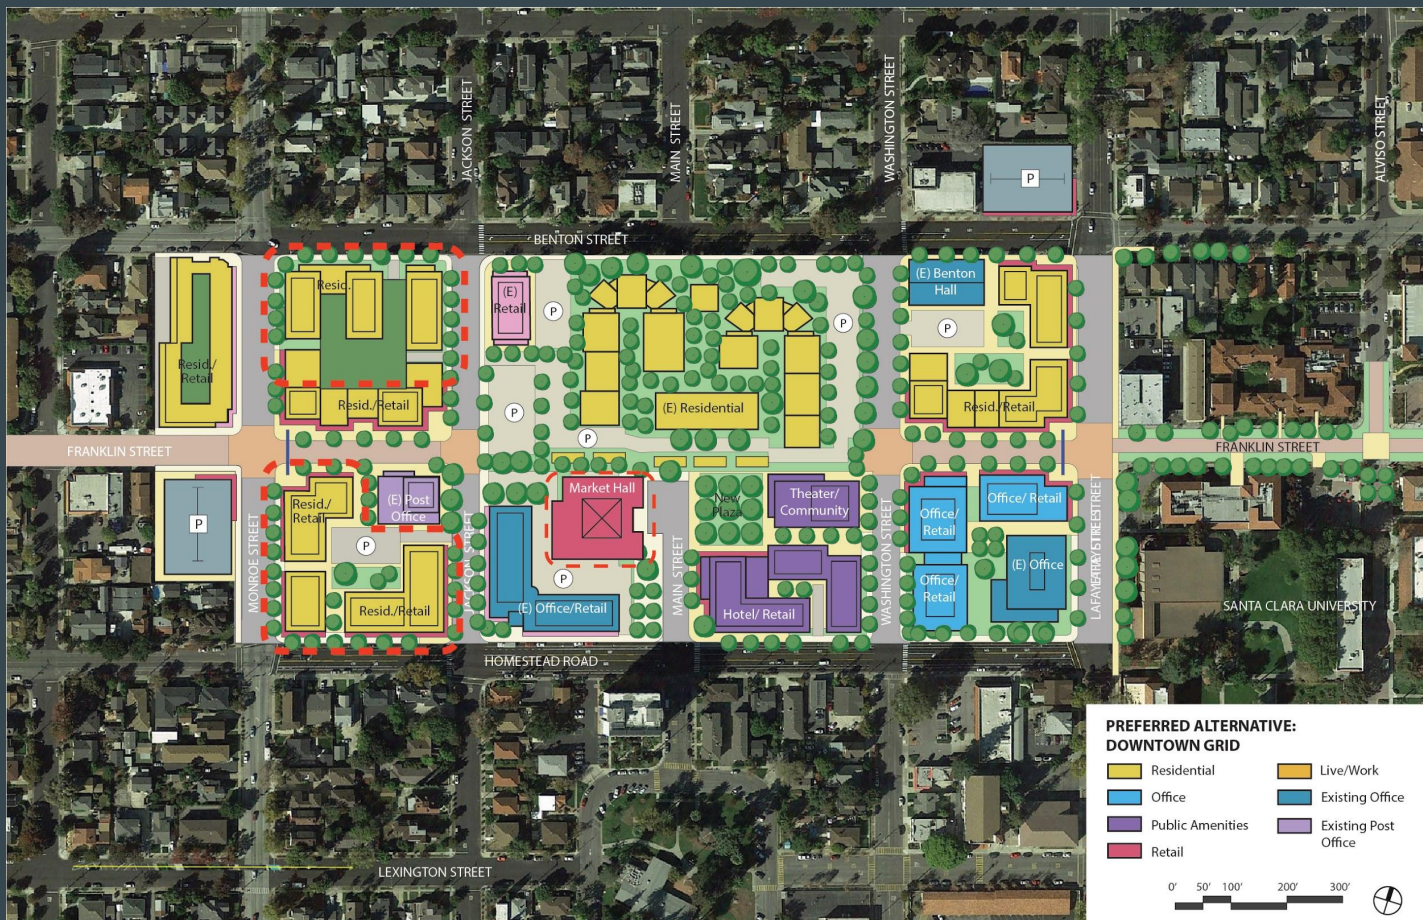 JACKSON STREET
MAIN STREET
WASHINGTON STREET
ALVISO STREET
P
BENTON STREET
(E) Benton
Hall
Resid.
(E)
Retail
P
P
P
Resid./
Retail
P
Resid./Retail
(E) Residential
Resid./Retail
P
FRANKLIN STREET
FRANKLIN STREET
Market Hall
Theater/
Community
Office/ Retail
(E) Post
Office
Resid./
Retail
New
Plaza
Office/
Retail
P
P
MONROE STREET
JACKSON STREET
MAIN STREET
WASHINGTON STREET
(E) Office
P
Office/
Retail
Resid./Retail
(E) Office/Retail
Hotel/ Retail
SANTA CLARA UNIVERSITY
HOMESTEAD ROAD
LEXINGTON STREET
PREFERRED ALTERNATIVE:
DOWNTOWN GRID
Residential
Office
Public Amenities
Retail
Live/Work
Existing Office
Existing Post
Office
0' 50' 100' 200' 300'